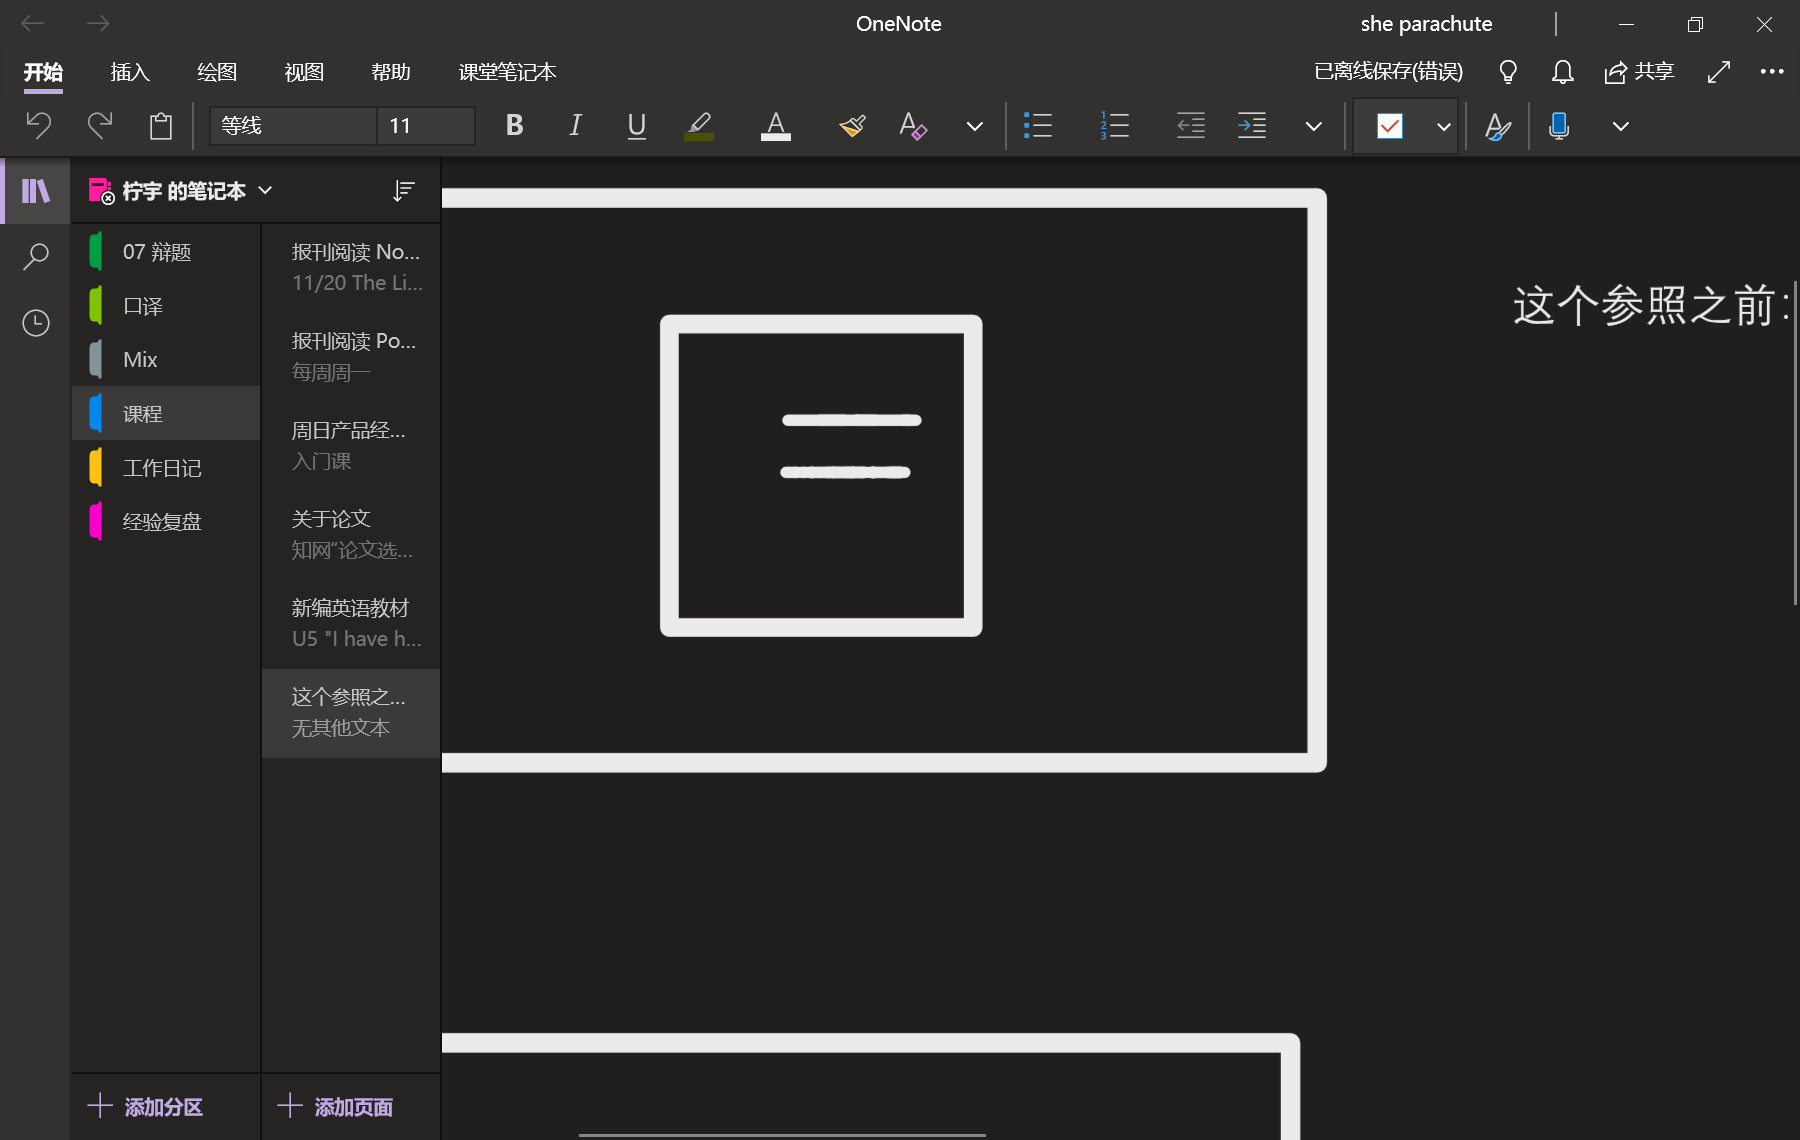 OneNote
she parachute
开始 插入 绘图 视图 帮助 课堂笔记本
已离线保存(错误) 共享
等线 11 B I U A A
柠宇 的笔记本
07 辩题
口译
Mix
课程
工作日记
经验复盘
报刊阅读 No...
11/20 The Li...
报刊阅读 Po...
每周周一
周日产品经...
入门课
关于论文
知网“论文选...
新编英语教材
U5 "I have h...
这个参照之...
无其他文本
这个参照之前:
添加分区
添加页面